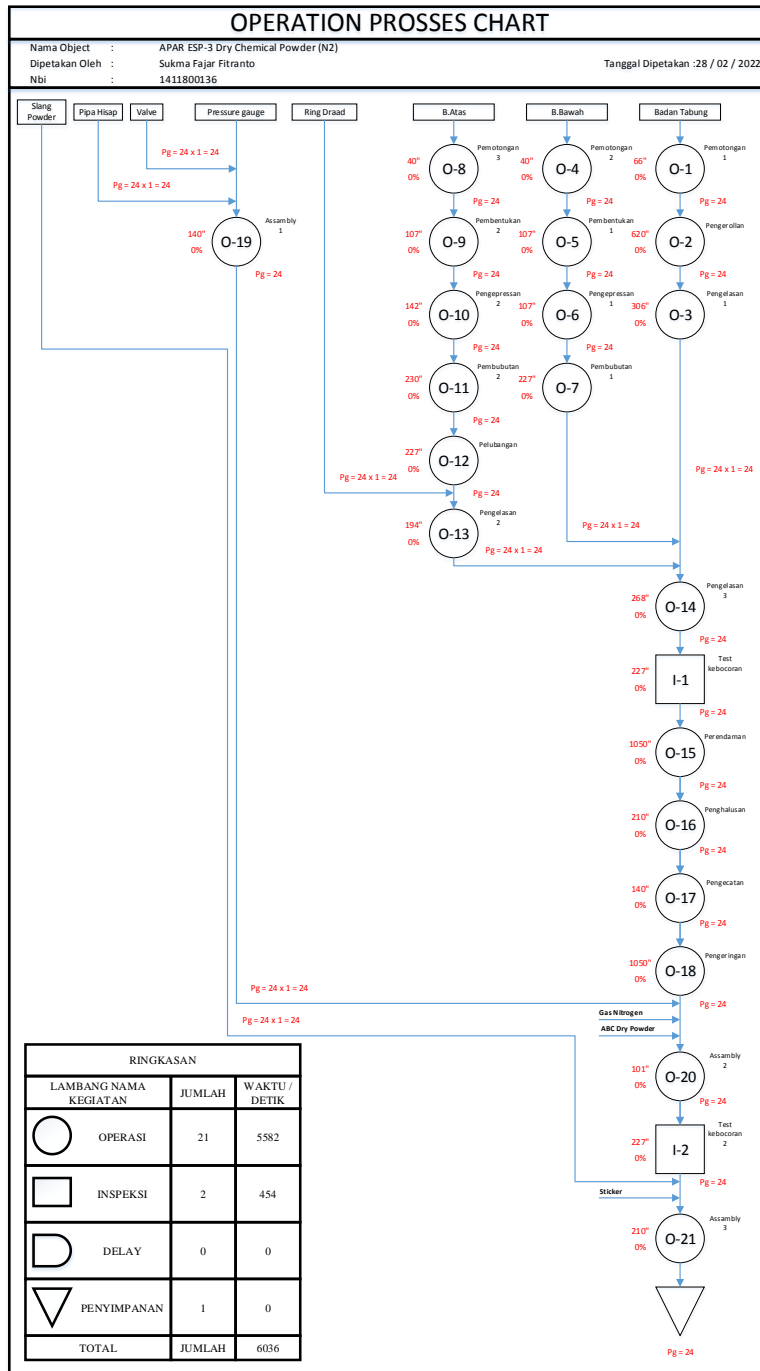 OPERATION PROSSES CHART
Nama Object : APAR ESP-3 Dry Chemical Powder (N2)
Dipetakan Oleh : Sukma Fajar Fitranto
Tanggal Dipetakan :28 / 02 / 2022
Nbi : 1411800136
Slang
Powder
Pipa Hisap
Valve
Pressure gauge
Ring Draad
B.Atas
B.Bawah
Badan Tabung
Pg = 24 x 1 = 24
Pg = 24 x 1 = 24
140"
0%
O-19
Assambly
1
Pg = 24
Pg = 24 x 1 = 24
40"
0%
O-8
Pemotongan
3
Pg = 24
107"
0%
O-9
Pembentukan
2
Pg = 24
142"
0%
O-10
Pengepressan
2
Pg = 24
230"
0%
O-11
Pembubutan
2
Pg = 24
227"
0%
O-12
Pelubangan
Pg = 24 x 1 = 24
Pg = 24
194"
0%
O-13
Pengelasan
2
Pg = 24 x 1 = 24
40"
0%
O-4
Pemotongan
2
Pg = 24
107"
0%
O-5
Pembentukan
1
Pg = 24
107"
0%
O-6
Pengepressan
1
Pg = 24
227"
0%
O-7
Pembubutan
1
Pg = 24 x 1 = 24
66"
0%
O-1
Pemotongan
1
Pg = 24
620"
0%
O-2
Pengerollan
Pg = 24
306"
0%
O-3
Pengelasan
1
Pg = 24 x 1 = 24
268"
0%
O-14
Pengelasan
3
Pg = 24
227"
0%
I-1
Test
kebocoran
Pg = 24
1050"
0%
O-15
Perendaman
Pg = 24
210"
0%
O-16
Penghalusan
Pg = 24
140"
0%
O-17
Pengecatan
Pg = 24
1050"
0%
O-18
Pengeringan
Pg = 24
Gas Nitrogen
ABC Dry Powder
Pg = 24 x 1 = 24
101"
0%
O-20
Assambly
2
Pg = 24
227"
0%
I-2
Test
kebocoran
2
Pg = 24
Sticker
210"
0%
O-21
Assambly
3
Pg = 24
RINGKASAN
LAMBANG NAMA
KEGIATAN
JUMLAH
WAKTU /
DETIK
OPERASI 21 5582
INSPEKSI 2 454
DELAY 0 0
PENYIMPANAN 1 0
TOTAL JUMLAH 6036